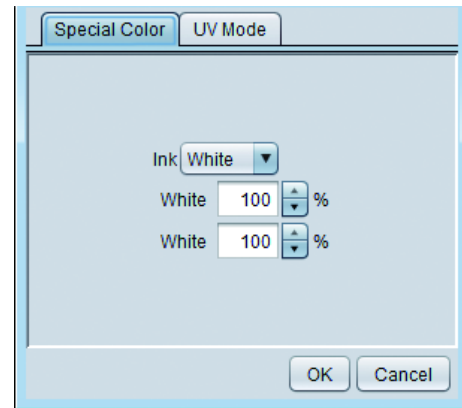 Special Color UV Mode
Ink White
White 100 %
White 100 %
OK Cancel